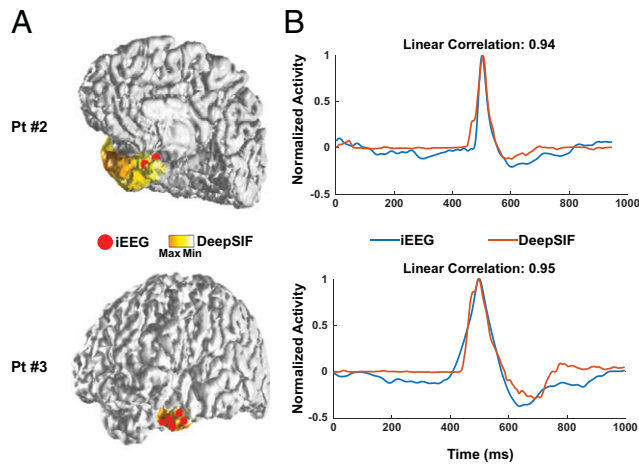 A
B
Pt #2
Linear Correlation: 0.94
Normalized Activity
1
0.5
0
-0.5
0 200 400 600 800 1000
iEEG DeepSIF
Max Min
iEEG DeepSIF
Pt #3
Linear Correlation: 0.95
Normalized Activity
1
0.5
0
-0.5
0 200 400 600 800 1000
Time (ms)